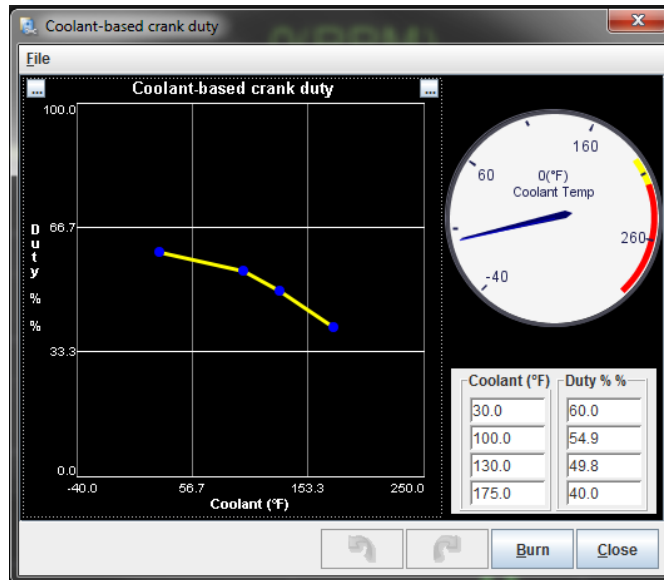 Coolant-based crank duty
File
...
Coolant-based crank duty
...
100.0
66.7
33.3
0.0
Duty % %
-40.0
56.7
153.3
250.0
Coolant (°F)
160
60
0(°F)
Coolant Temp
260
-40
Coolant (°F) Duty % %
30.0 60.0
100.0 54.9
130.0 49.8
175.0 40.0
Burn
Close